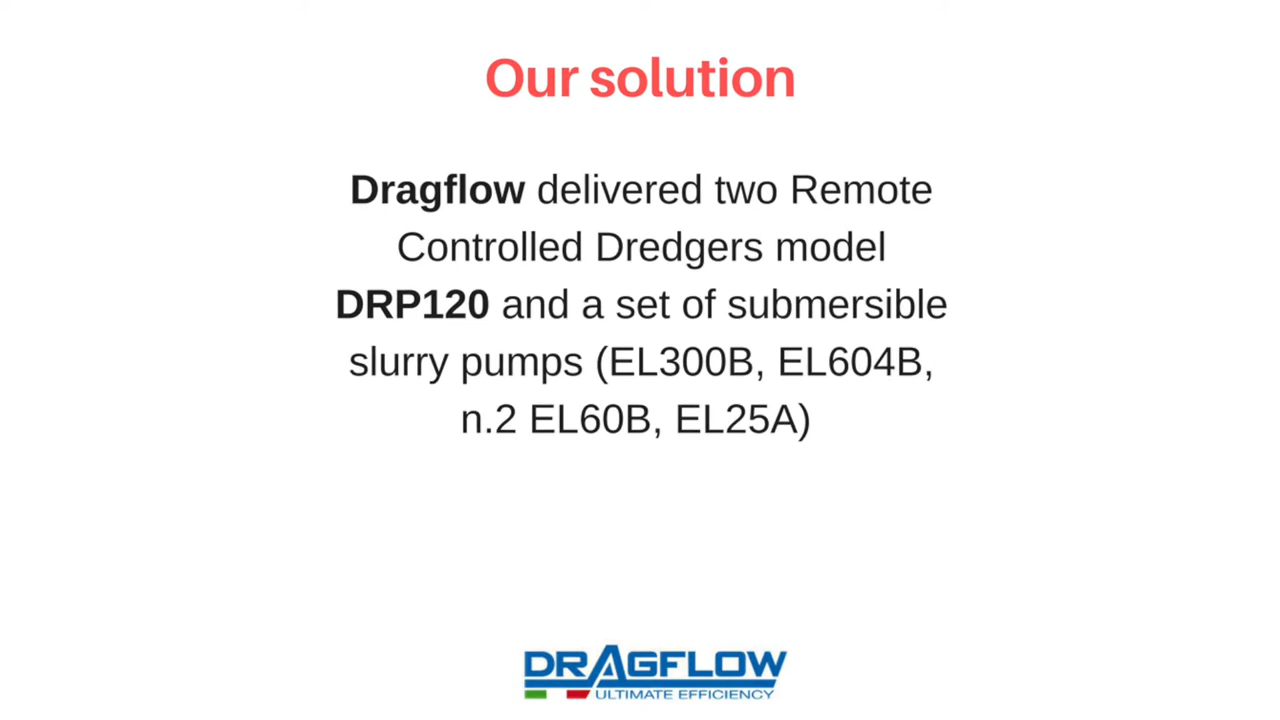 Our solution
Dragflow delivered two Remote
Controlled Dredgers model
DRP120 and a set of submersible
slurry pumps (EL300B, EL604B,
n.2 EL60B, EL25A)
DRAGFLOW
ULTIMATE EFFICIENCY